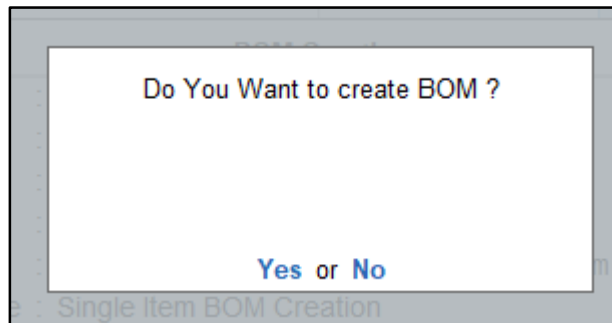 Do You Want to create BOM ?
Yes or No
e : Single Item BOM Creation